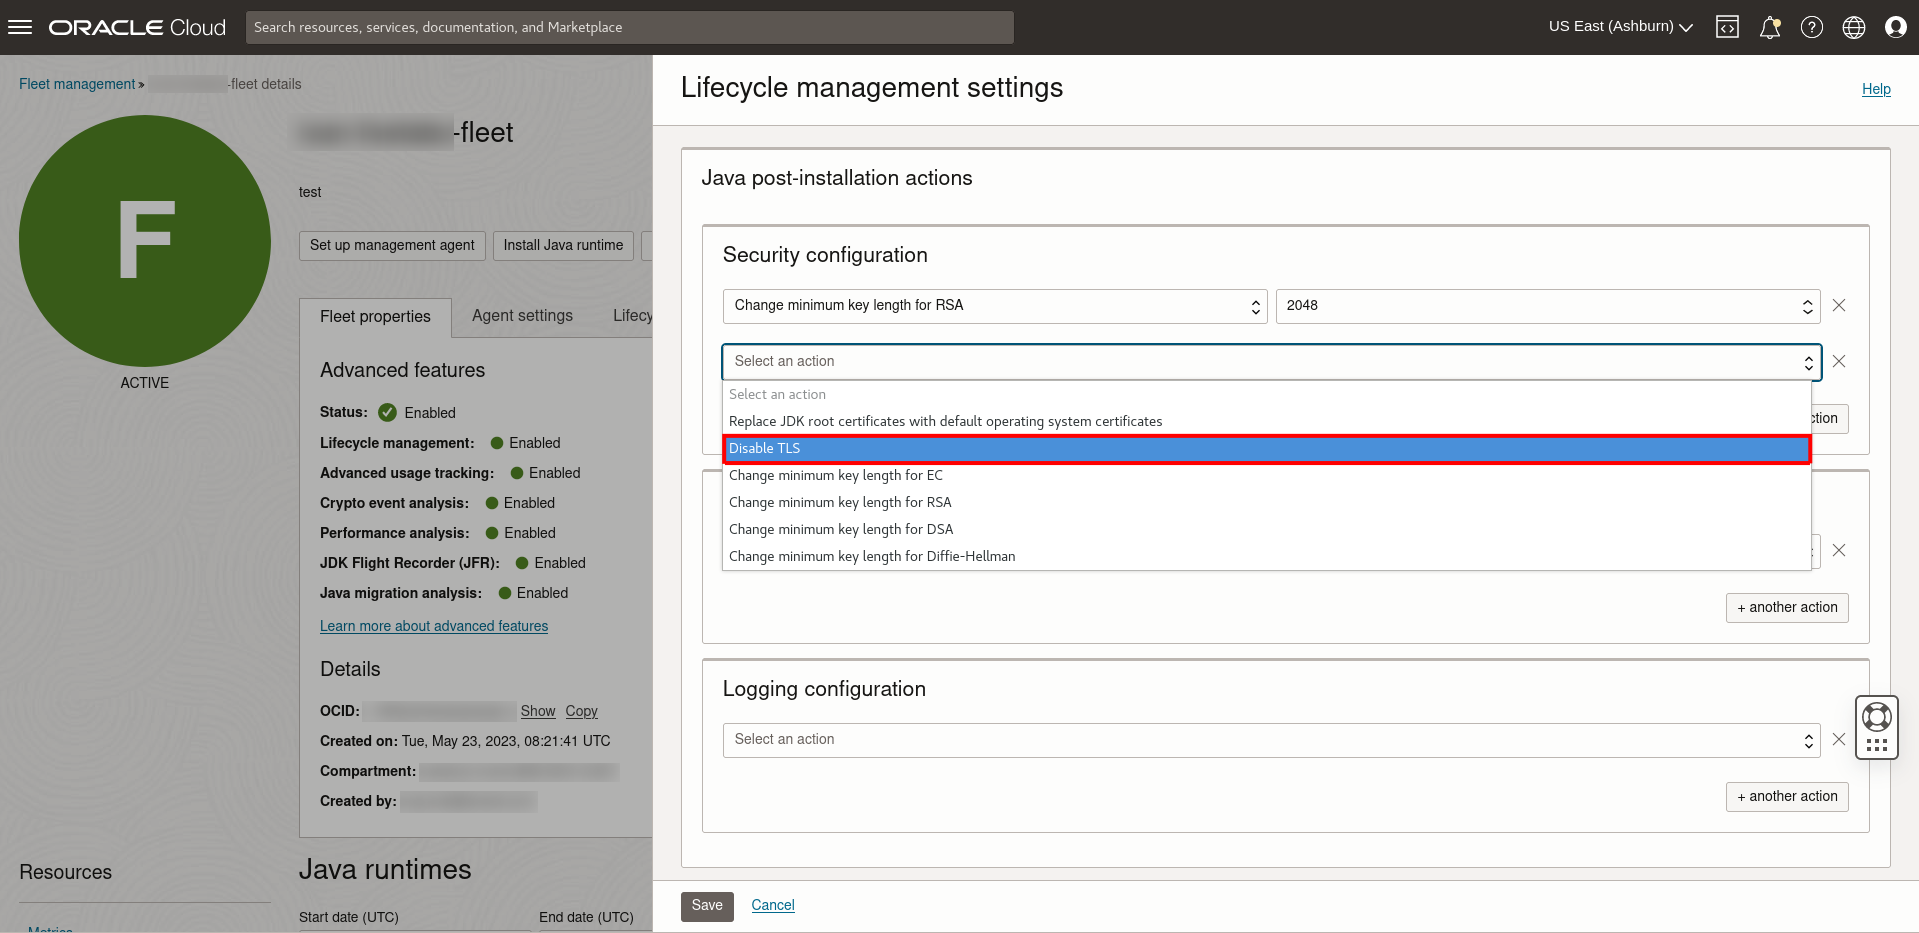 ORACLE Cloud
Search resources, services, documentation, and Marketplace
US East (Ashburn)
Fleet management »
-fleet details
F
ACTIVE
-fleet
test
Set up management agent
Install Java runtime
Fleet properties
Agent settings
Lifecy
Advanced features
Status: Enabled
Lifecycle management: Enabled
Advanced usage tracking: Enabled
Crypto event analysis: Enabled
Performance analysis: Enabled
JDK Flight Recorder (JFR): Enabled
Java migration analysis: Enabled
Learn more about advanced features
Details
OCID: Show Copy
Created on: Tue, May 23, 2023, 08:21:41 UTC
Compartment:
Created by:
Resources
Metrics
Java runtimes
Start date (UTC)
End date (UTC)
Lifecycle management settings
Help
Java post-installation actions
Security configuration
Change minimum key length for RSA
2048
Select an action
Select an action
Replace JDK root certificates with default operating system certificates
Disable TLS
Change minimum key length for EC
Change minimum key length for RSA
Change minimum key length for DSA
Change minimum key length for Diffie-Hellman
ction
+ another action
Logging configuration
Select an action
+ another action
Save
Cancel